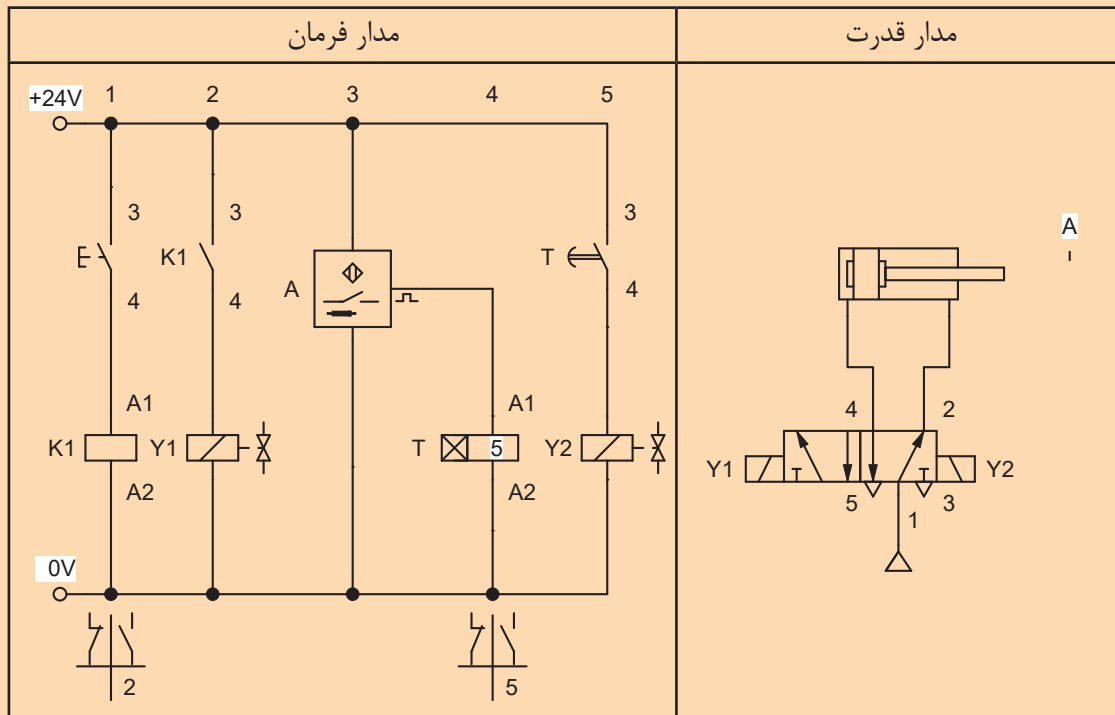 مدار فرمان
مدار قدرت
+24V 1 2 3 4 5
3 3 3
K1 A T
4 4 4
A1 A1
K1 Y1 T 5 Y2
A2 A2
0V
2 5
A
4 2
Y1 Y2
5 1 3